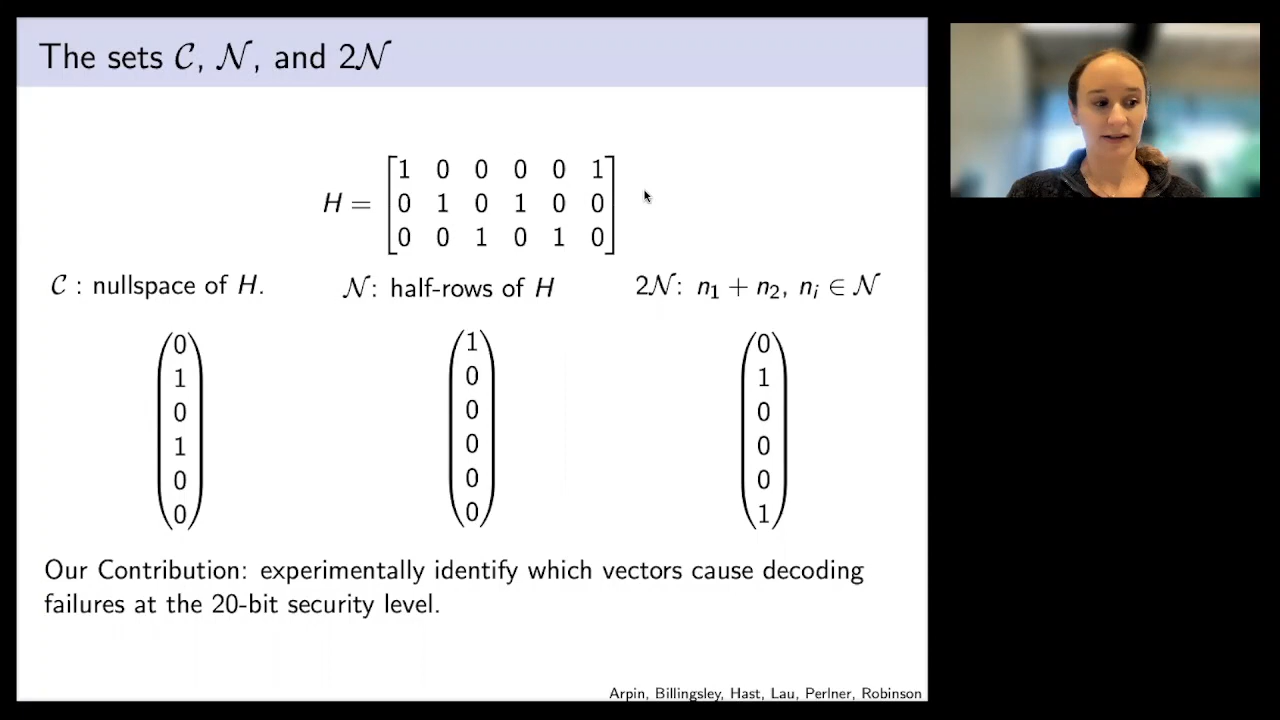 The sets 𝒞, 𝒩, and 2𝒩
H = [1 0 0 0 0 1]
[0 1 0 1 0 0]
[0 0 1 0 1 0]
𝒞 : nullspace of H.
(0 1 0 1 0 0)
𝒩: half-rows of H
(1 0 0 0 0 0)
2𝒩: n₁ + n₂, nᵢ ∈ 𝒩
(0 1 0 0 0 1)
Our Contribution: experimentally identify which vectors cause decoding
failures at the 20-bit security level.
Arpin, Billingsley, Hast, Lau, Perlner, Robinson